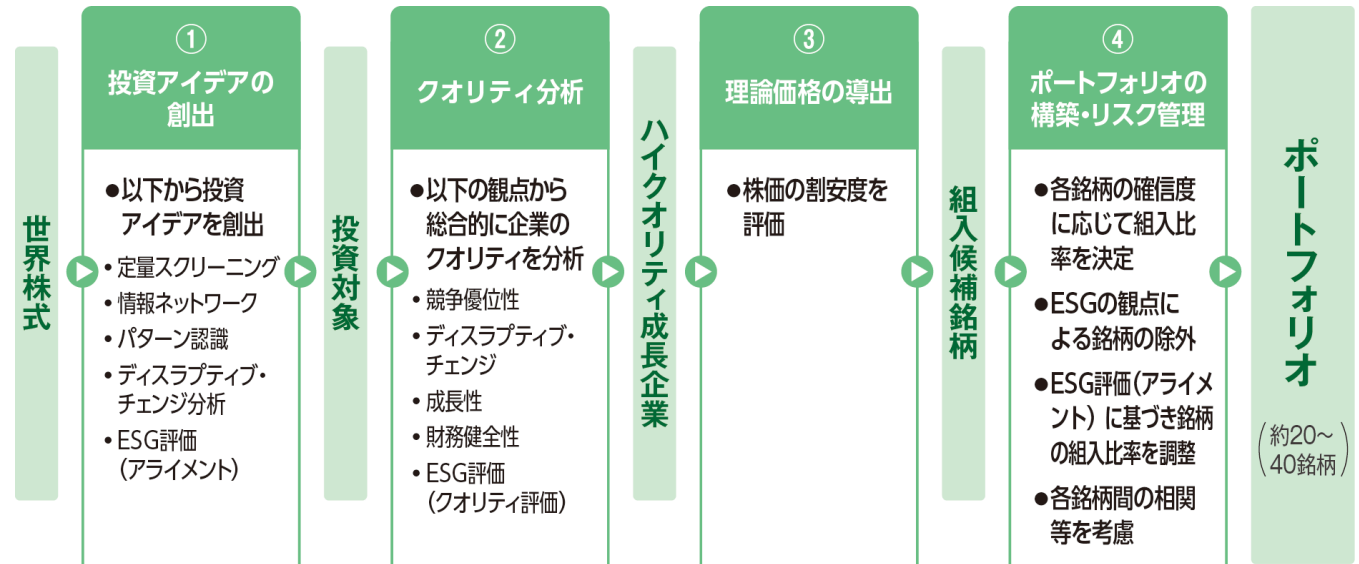 世界株式
①
投資アイデアの
創出
●以下から投資
アイデアを創出
• 定量スクリーニング
• 情報ネットワーク
• パターン認識
• ディスラプティブ・
チェンジ分析
• ESG評価
（アライメント）
投資対象
②
クオリティ分析
●以下の観点から
総合的に企業の
クオリティを分析
• 競争優位性
• ディスラプティブ・
チェンジ
• 成長性
• 財務健全性
• ESG評価
（クオリティ評価）
ハイクオリティ成長企業
③
理論価格の導出
●株価の割安度を
評価
組入候補銘柄
④
ポートフォリオの
構築・リスク管理
●各銘柄の確信度
に応じて組入比
率を決定
●ESGの観点に
よる銘柄の除外
●ESG評価（アライメ
ント）に基づき銘柄
の組入比率を調整
●各銘柄間の相関
等を考慮
ポートフォリオ
（約20～
40銘柄）